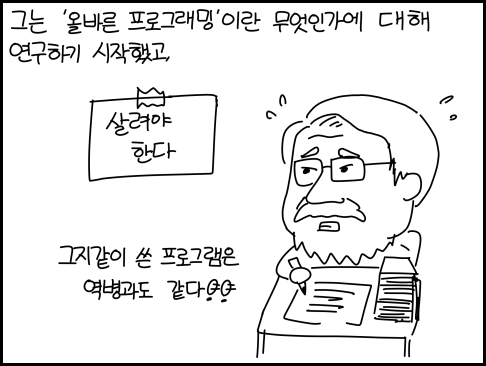 그는 '올바른 프로그래밍'이란 무엇인가에 대해
연구하기 시작했고,
살려야
한다
그지같이 쓴 프로그램은
역병과도 같다!!